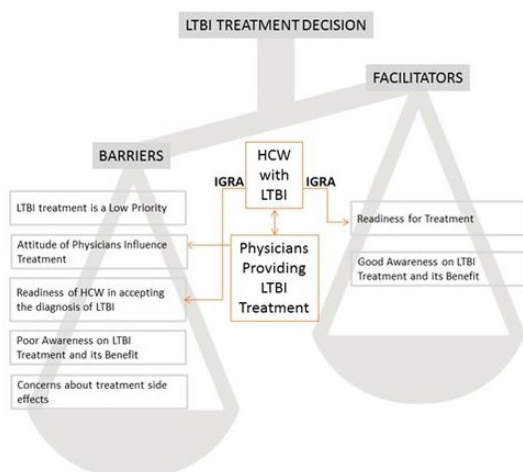 LTBI TREATMENT DECISION
FACILITATORS
BARRIERS
HCW
with
LTBI
IGRA
IGRA
LTBI treatment is a Low Priority
Attitude of Physicians Influence
Treatment
Readiness of HCW in accepting
the diagnosis of LTBI
Poor Awareness on LTBI
Treatment and its Benefit
Concerns about treatment side
effects
Physicians
Providing
LTBI
Treatment
Readiness for Treatment
Good Awareness on LTBI
Treatment and its Benefit